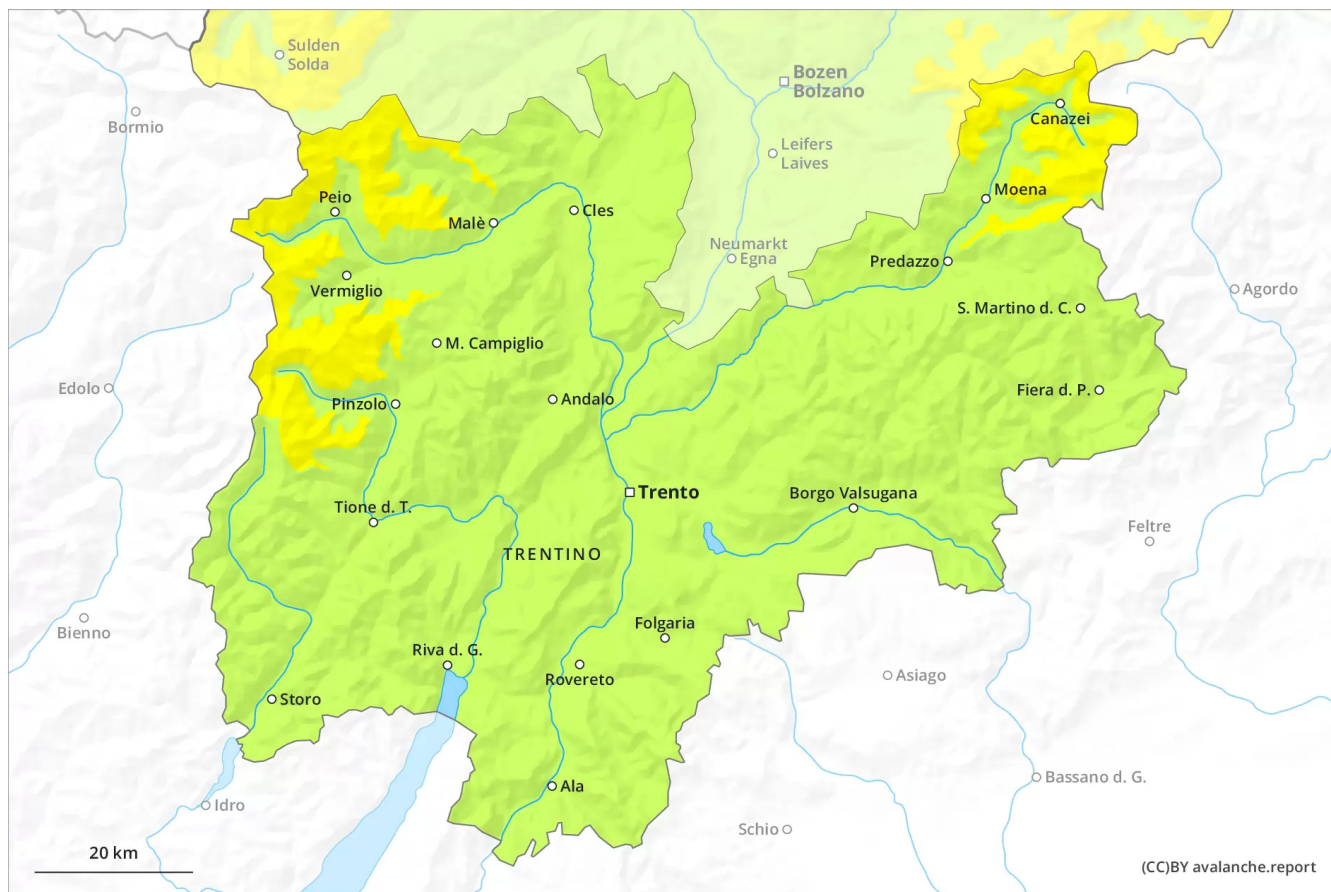 Sulden
Solda
Bozen
Bolzano
Bormio
Canazei
Leifers
Laives
Peio
Moena
Malè
Cles
Neumarkt
Egna
Predazzo
Vermiglio
Agordo
S. Martino d. C.
M. Campiglio
Edolo
Andalo
Fiera d. P.
Pinzolo
Trento
Borgo Valsugana
Tione d. T.
Feltre
TRENTINO
Bienno
Folgaria
Riva d. G.
Rovereto
Asiago
Storo
Bassano d. G.
Ala
Idro
Schio
20 km
(CC)BY avalanche.report